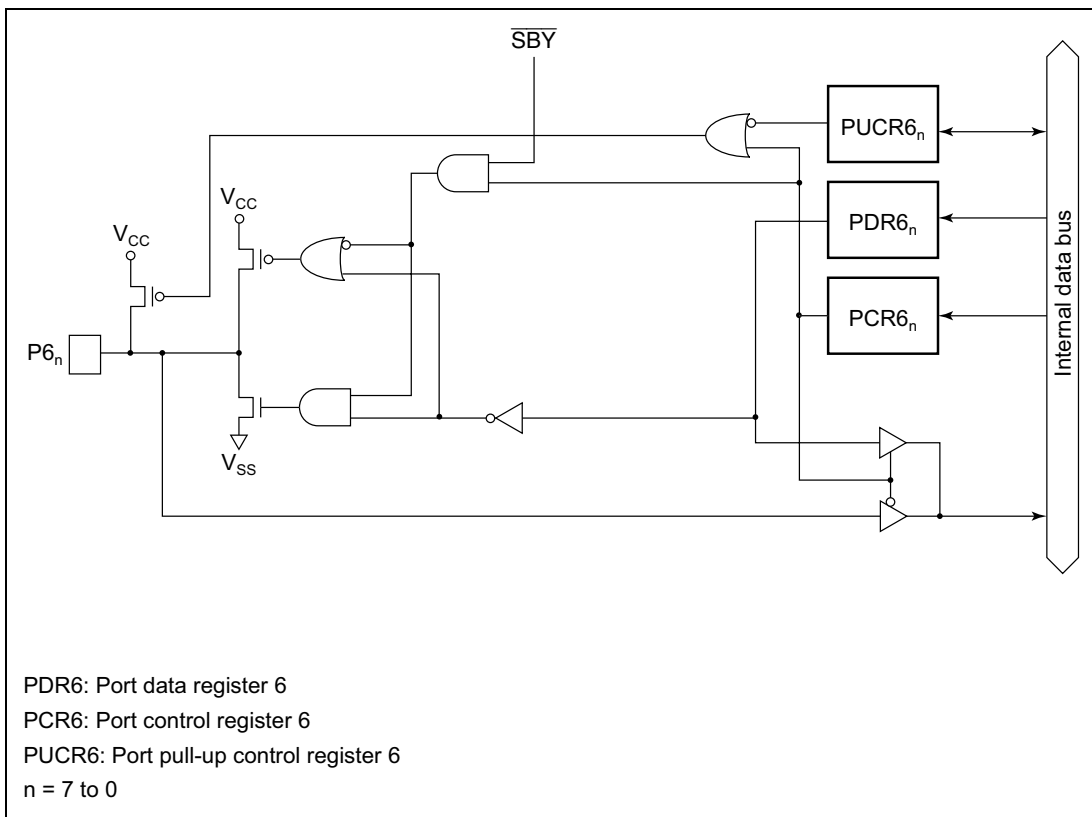 SBY
PUCR6n
VCC
PDR6n
VCC
PCR6n
P6n
VSS
Internal data bus
PDR6: Port data register 6
PCR6: Port control register 6
PUCR6: Port pull-up control register 6
n = 7 to 0